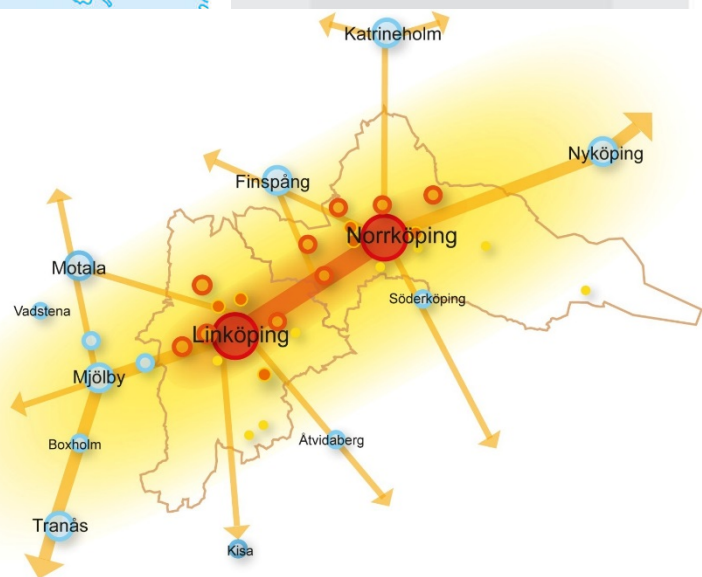 Katrineholm
Nyköping
Finspång
Norrköping
Motala
Söderköping
Vadstena
Linköping
Mjölby
Boxholm
Åtvidaberg
Tranås
Kisa